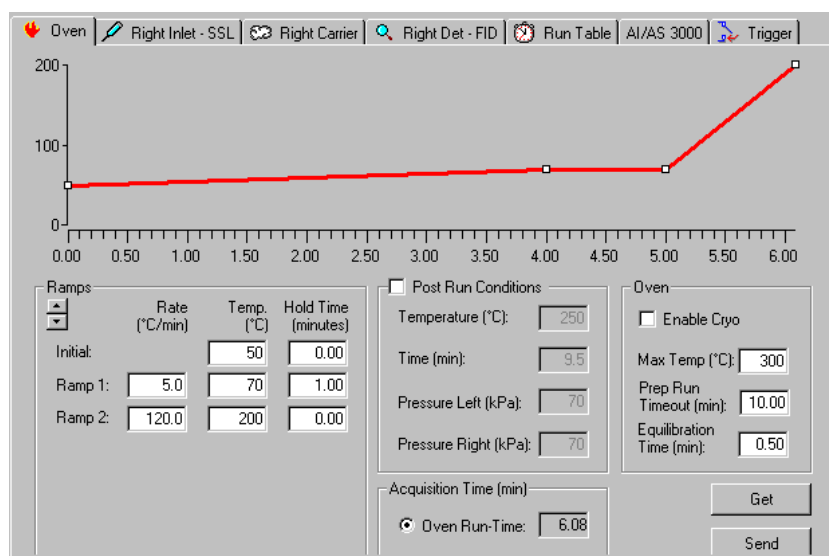 Oven Right Inlet - SSL Right Carrier Right Det - FID Run Table AI/AS 3000 Trigger
200
100
0
0.00 0.50 1.00 1.50 2.00 2.50 3.00 3.50 4.00 4.50 5.00 5.50 6.00
Ramps
Rate (°C/min) Temp. (°C) Hold Time (minutes)
Initial: 50 0.00
Ramp 1: 5.0 70 1.00
Ramp 2: 120.0 200 0.00
Post Run Conditions
Temperature (°C): 250
Time (min): 9.5
Pressure Left (kPa): 70
Pressure Right (kPa): 70
Acquisition Time (min)
Oven Run-Time: 6.08
Oven
Enable Cryo
Max Temp (°C): 300
Prep Run
Timeout (min): 10.00
Equilibration
Time (min): 0.50
Get
Send